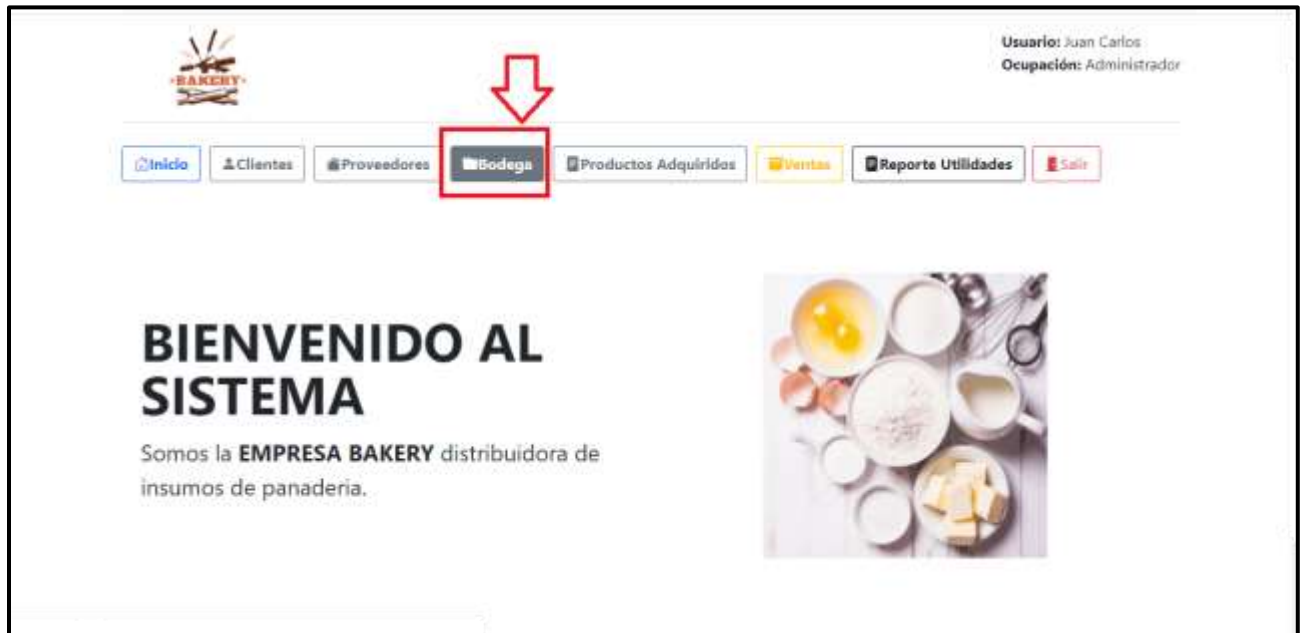 BAKERY
Usuario: Juan Carlos
Ocupación: Administrador
Inicio Clientes Proveedores Bodega Productos Adquiridos Ventas Reporte Utilidades Salir
BIENVENIDO AL
SISTEMA
Somos la EMPRESA BAKERY distribuidora de
insumos de panaderia.